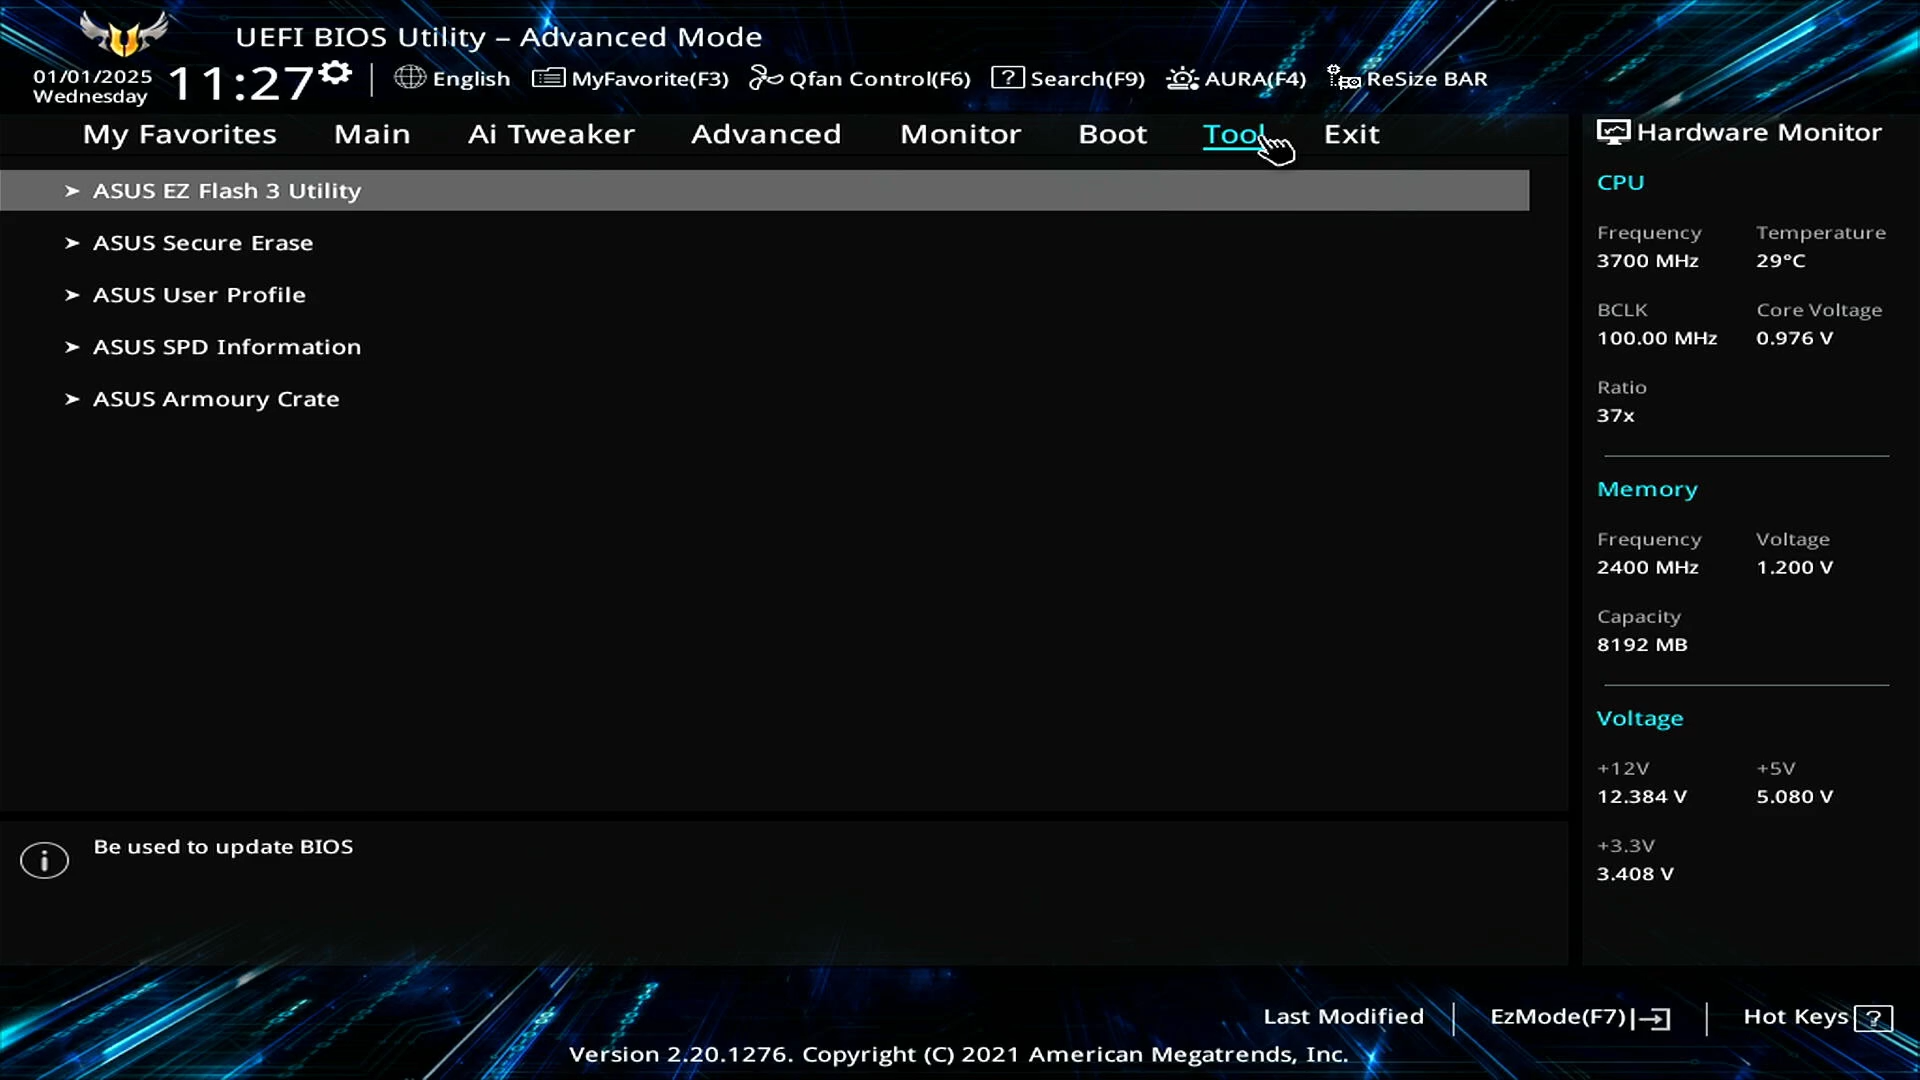 UEFI BIOS Utility – Advanced Mode
01/01/2025
Wednesday
11:27
English
MyFavorite(F3)
Qfan Control(F6)
? Search(F9)
AURA(F4)
ReSize BAR
My Favorites
Main
Ai Tweaker
Advanced
Monitor
Boot
Tool
Exit
ASUS EZ Flash 3 Utility
ASUS Secure Erase
ASUS User Profile
ASUS SPD Information
ASUS Armoury Crate
i Be used to update BIOS
Hardware Monitor
CPU
Frequency Temperature
3700 MHz 29°C
BCLK Core Voltage
100.00 MHz 0.976 V
Ratio
37x
Memory
Frequency Voltage
2400 MHz 1.200 V
Capacity
8192 MB
Voltage
+12V +5V
12.384 V 5.080 V
+3.3V
3.408 V
Last Modified
EzMode(F7)
Hot Keys ?
Version 2.20.1276. Copyright (C) 2021 American Megatrends, Inc.